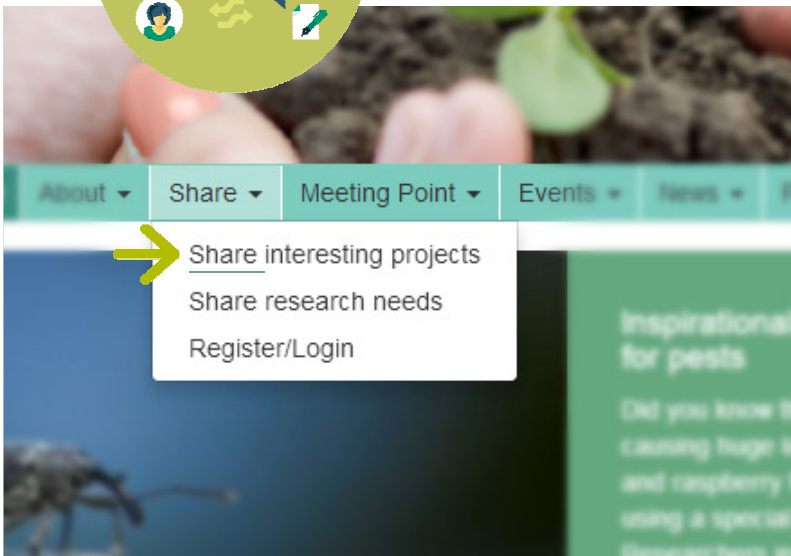 About
Share
Meeting Point
Events
News
Share interesting projects
Share research needs
Register/Login
Inspirational
for pests
Did you know
causing huge
and raspberry
using a special